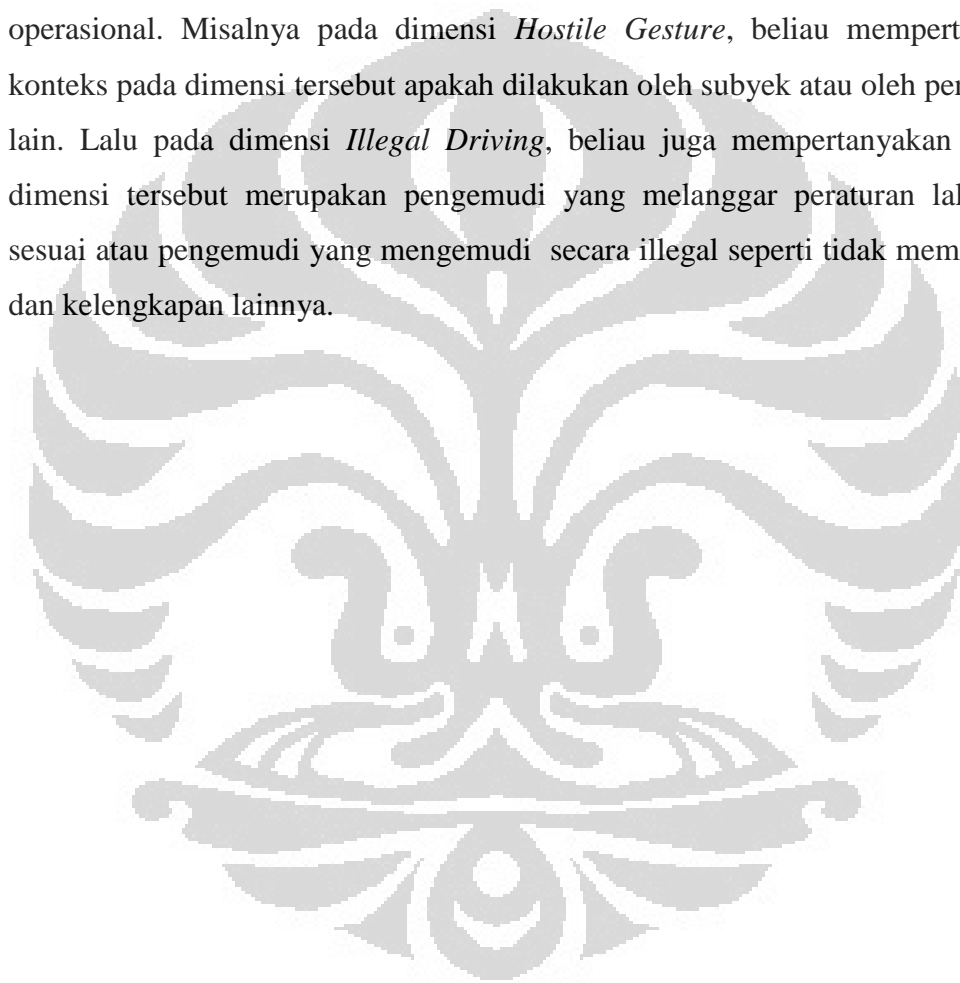 operasional. Misalnya pada dimensi Hostile Gesture, beliau mempert
konteks pada dimensi tersebut apakah dilakukan oleh subyek atau oleh per
lain. Lalu pada dimensi Illegal Driving, beliau juga mempertanyakan
dimensi tersebut merupakan pengemudi yang melanggar peraturan lal
sesuai atau pengemudi yang mengemudi secara illegal seperti tidak mem
dan kelengkapan lainnya.